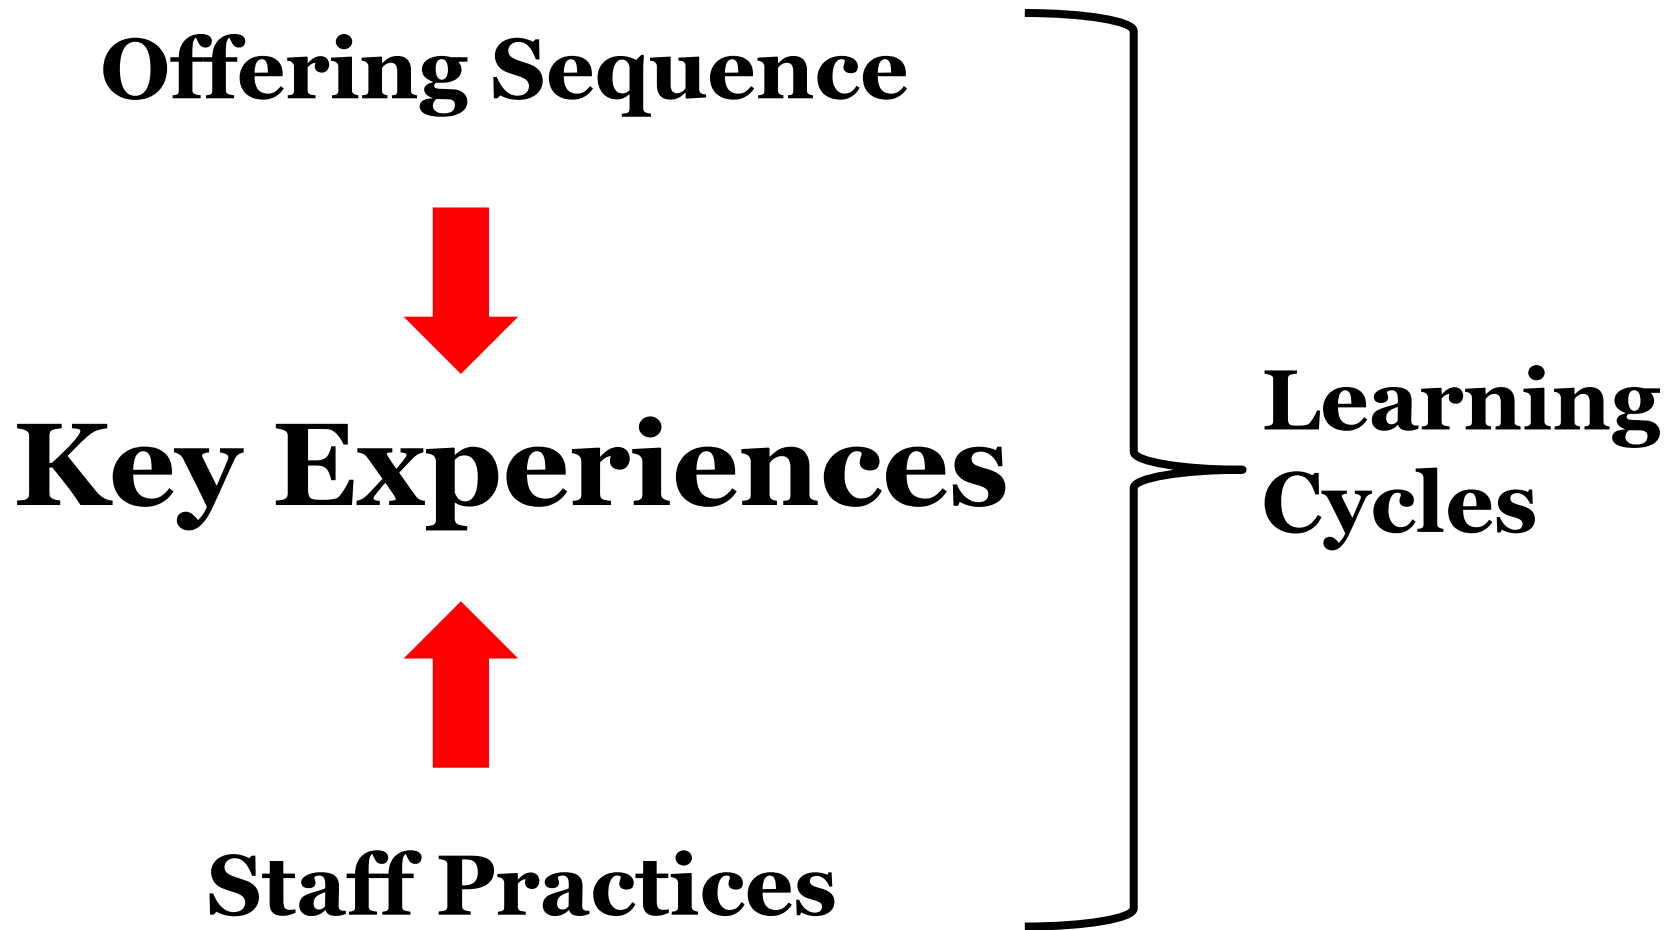 Offering Sequence
Key Experiences
Staff Practices
Learning
Cycles